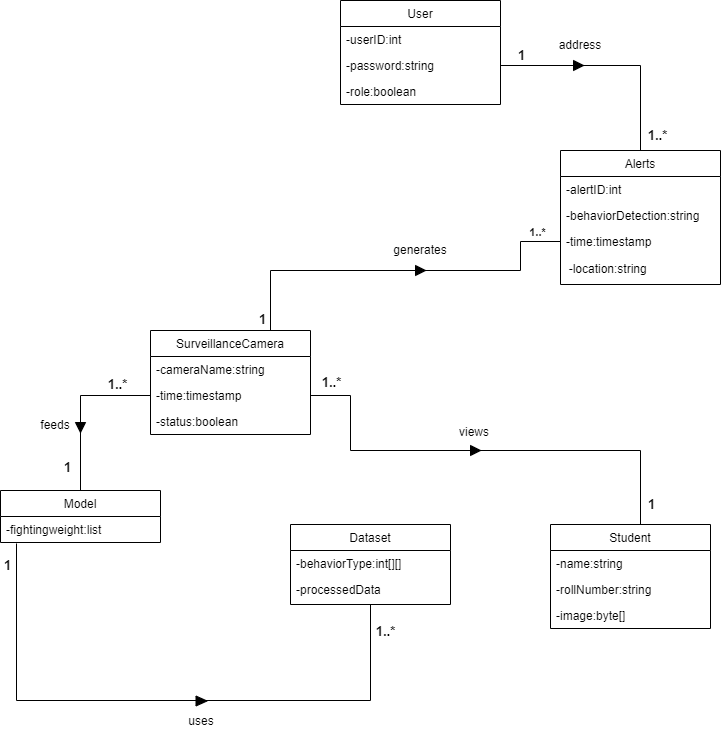 User
-userID:int
-password:string
-role:boolean
1
address
1..*
Alerts
-alertID:int
-behaviorDetection:string
-time:timestamp
-location:string
1..*
generates
1
SurveillanceCamera
-cameraName:string
-time:timestamp
-status:boolean
1..*
1..*
feeds
views
1
1
Model
-fightingweight:list
Dataset
-behaviorType:int[][]
-processedData
Student
-name:string
-rollNumber:string
-image:byte[]
1
1..*
uses